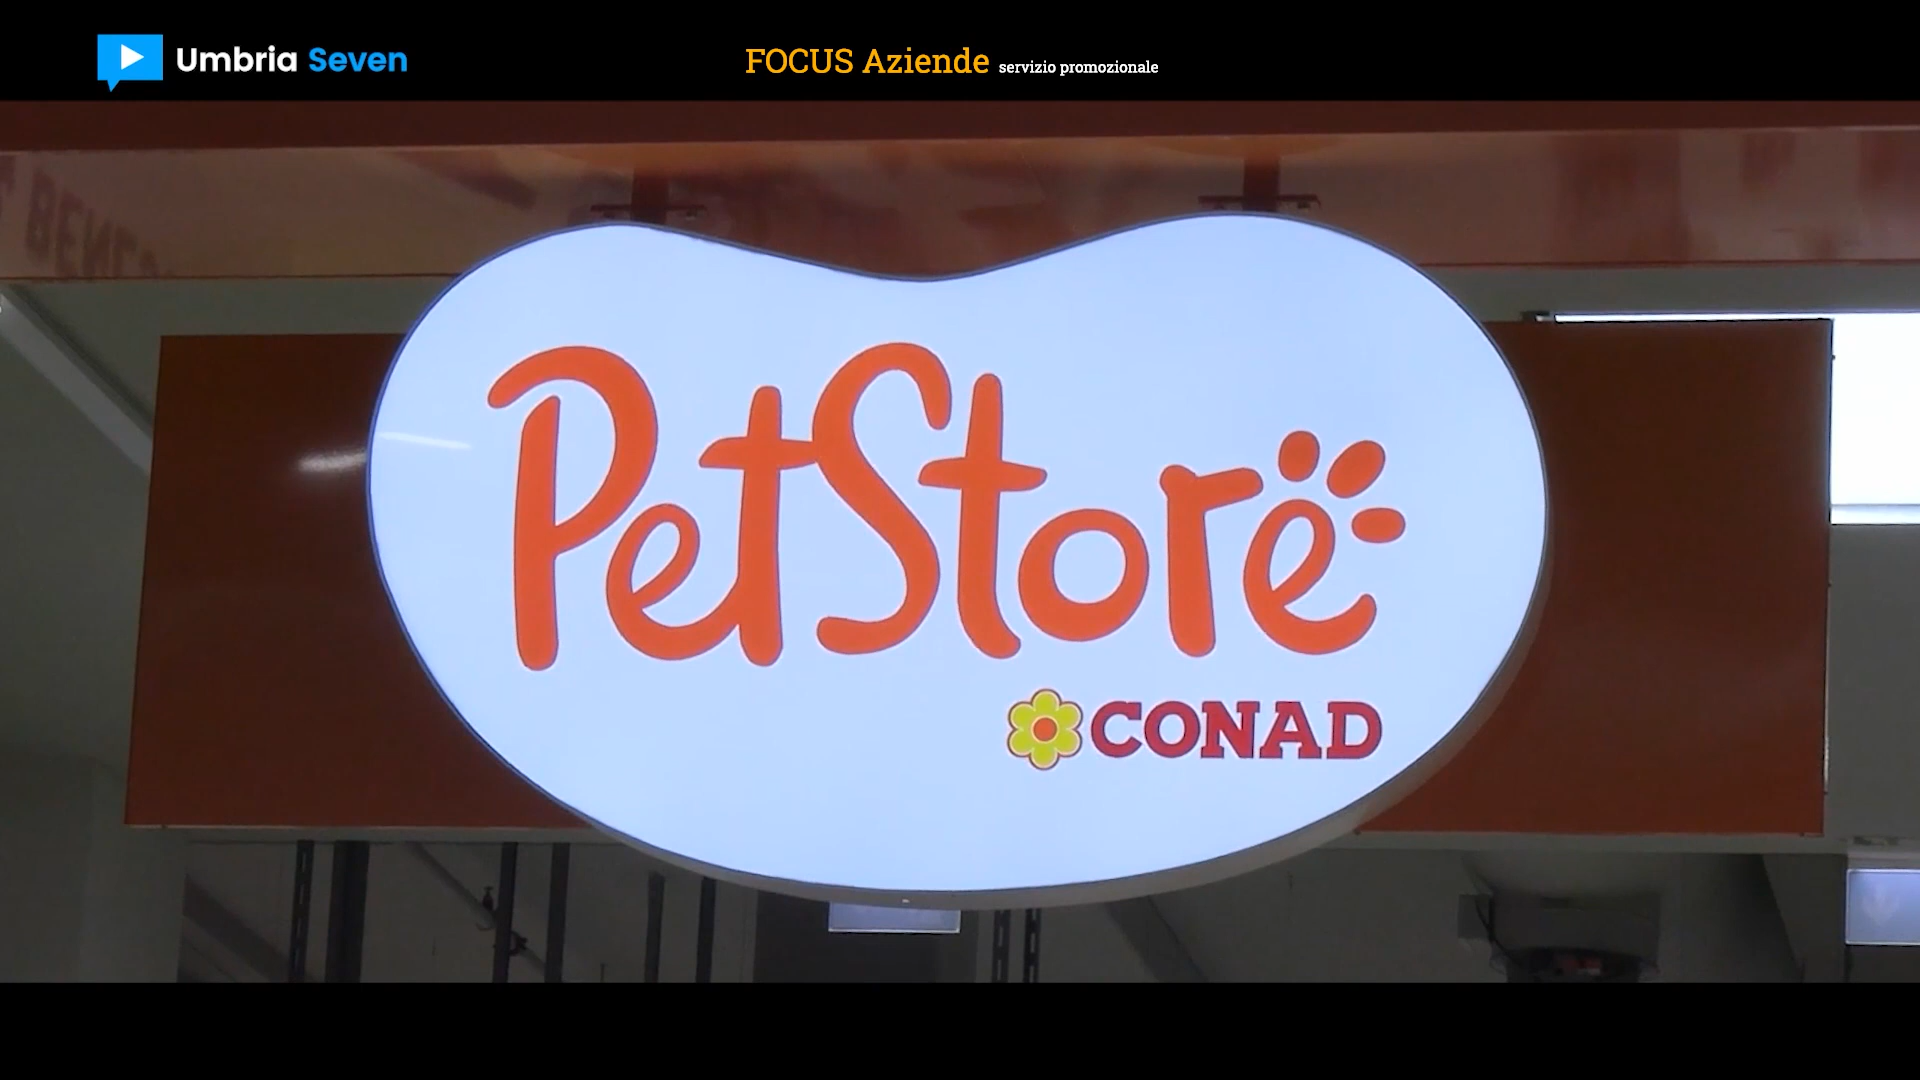 Umbria Seven
FOCUS Aziende servizio promozionale
PetStore
CONAD